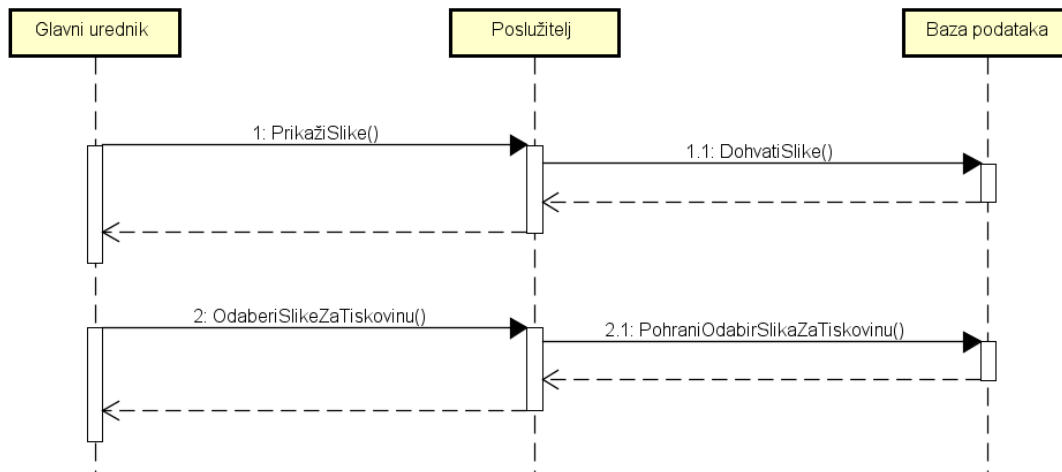 Glavni urednik
Poslužitelj
Baza podataka
1: PrikažiSlike()
1.1: DohvatiSlike()
2: OdaberiSlikeZaTiskovinu()
2.1: PohraniOdabirSlikaZaTiskovinu()